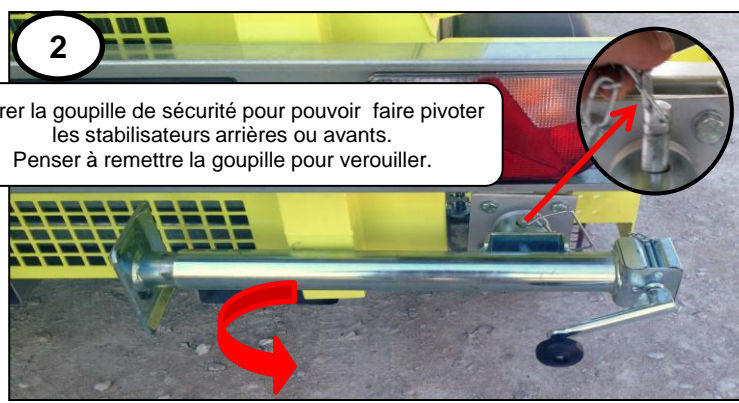 2
la goupille de sécurité pour pouvoir faire pivoter
les stabilisateurs arrières ou avants.
Penser à remettre la goupille pour verouiller.